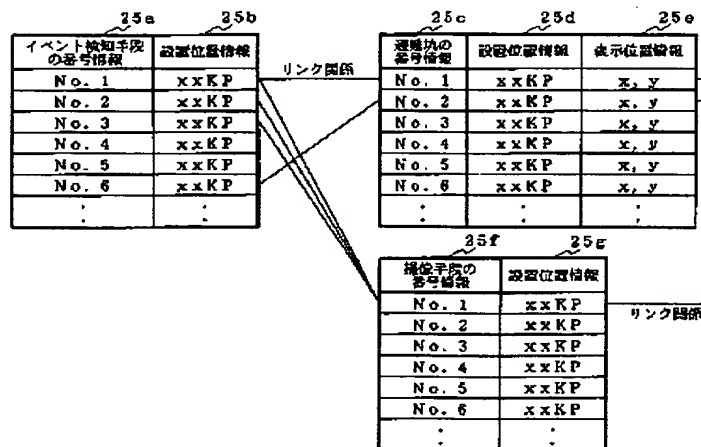 25a 25b
イベント検知手段
の番号情報 設置位置情報
No. 1 xxKP
No. 2 xxKP
No. 3 xxKP
No. 4 xxKP
No. 5 xxKP
No. 6 xxKP
: :
リンク関係
25c 25d 25e
避難坑の
番号情報 設置位置情報 表示位置情報
No. 1 xxKP x, y
No. 2 xxKP x, y
No. 3 xxKP x, y
No. 4 xxKP x, y
No. 5 xxKP x, y
No. 6 xxKP x, y
: : :
25f 25g
撮像手段の
番号情報 設置位置情報
No. 1 xxKP
No. 2 xxKP
No. 3 xxKP
No. 4 xxKP
No. 5 xxKP
No. 6 xxKP
: :
リンク関係